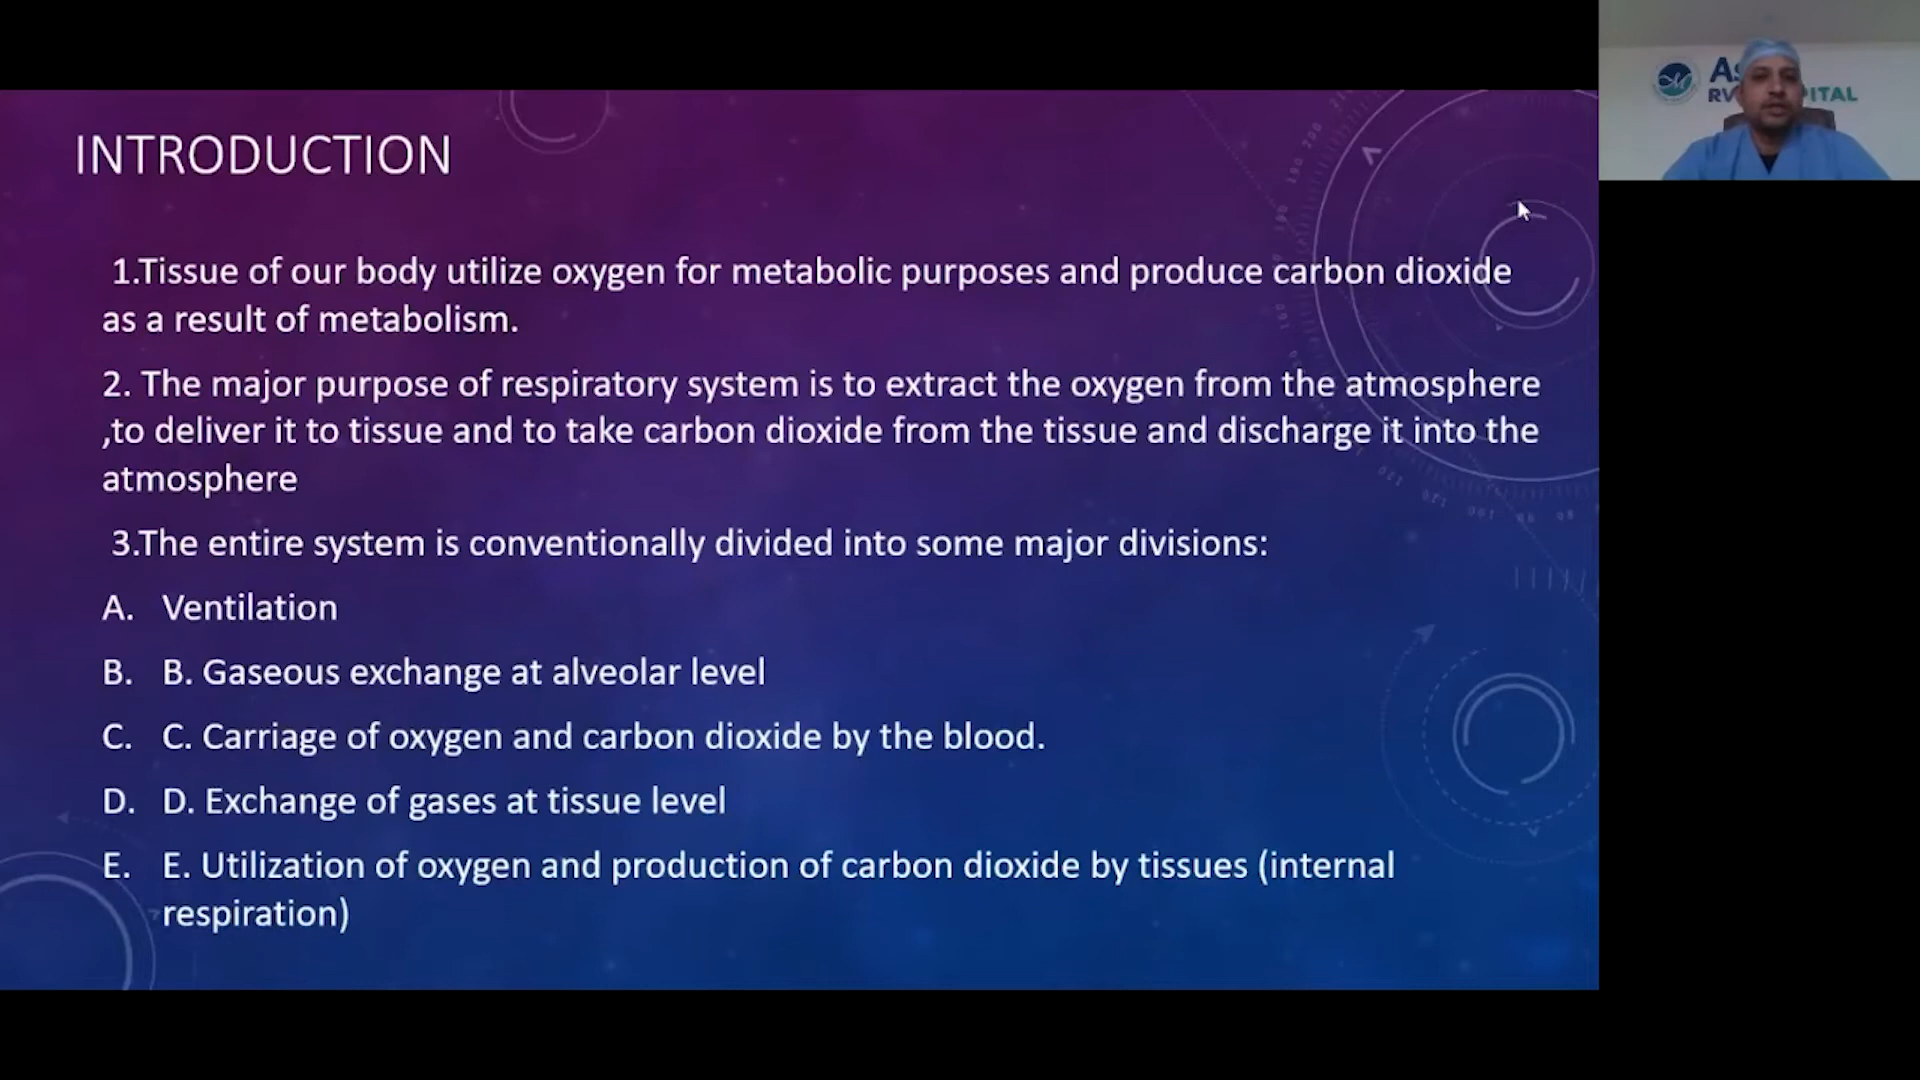 INTRODUCTION
1.Tissue of our body utilize oxygen for metabolic purposes and produce carbon dioxide
as a result of metabolism.
2. The major purpose of respiratory system is to extract the oxygen from the atmosphere
,to deliver it to tissue and to take carbon dioxide from the tissue and discharge it into the
atmosphere
3.The entire system is conventionally divided into some major divisions:
A. Ventilation
B. B. Gaseous exchange at alveolar level
C. C. Carriage of oxygen and carbon dioxide by the blood.
D. D. Exchange of gases at tissue level
E. E. Utilization of oxygen and production of carbon dioxide by tissues (internal
respiration)